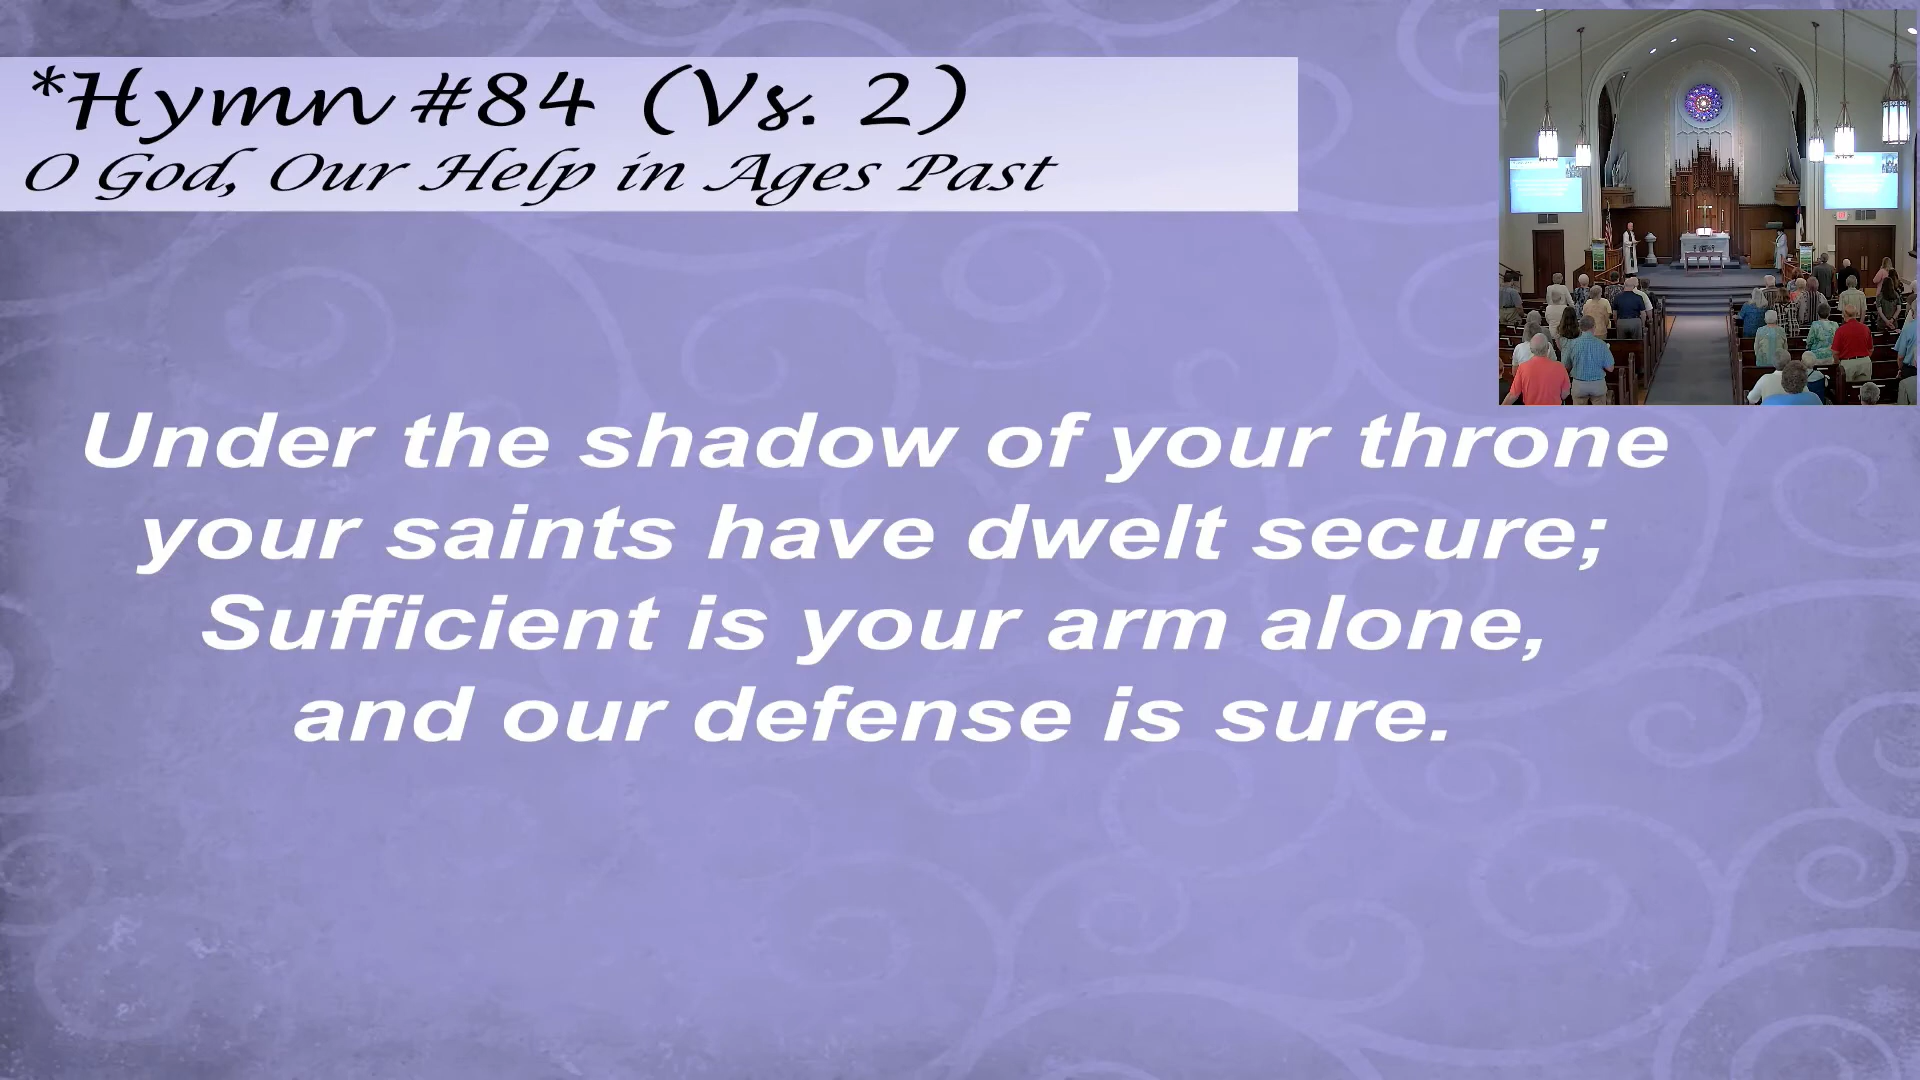 *Hymn #84 (Vs. 2)
O God, Our Help in Ages Past
Under the shadow of your throne
your saints have dwelt secure;
Sufficient is your arm alone,
and our defense is sure.